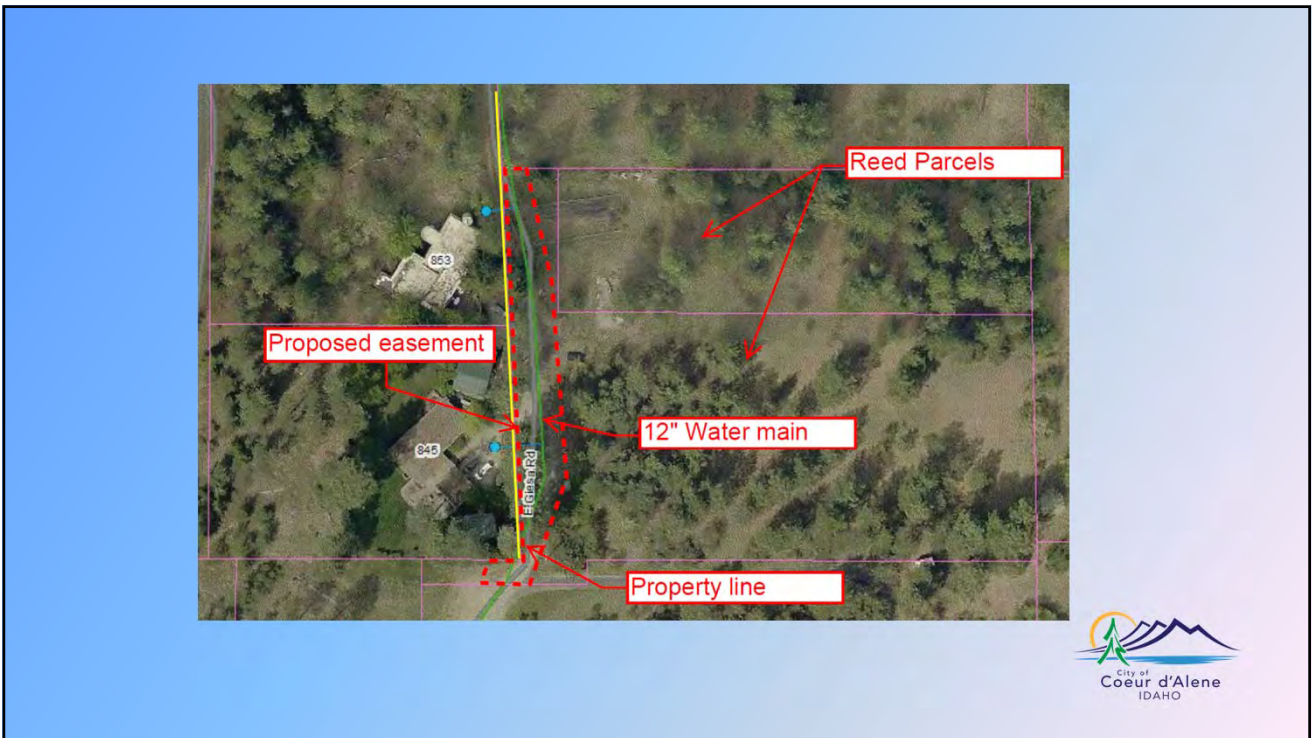 Reed Parcels
853
Proposed easement
12" Water main
845
Property line
City of
Coeur d'Alene
IDAHO